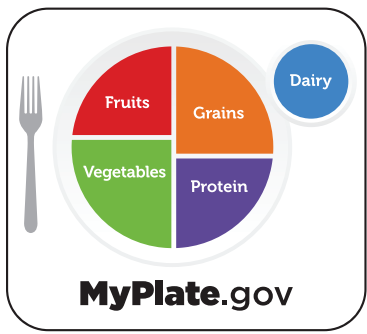 Dairy
Fruits
Grains
Vegetables
Protein
MyPlate.gov